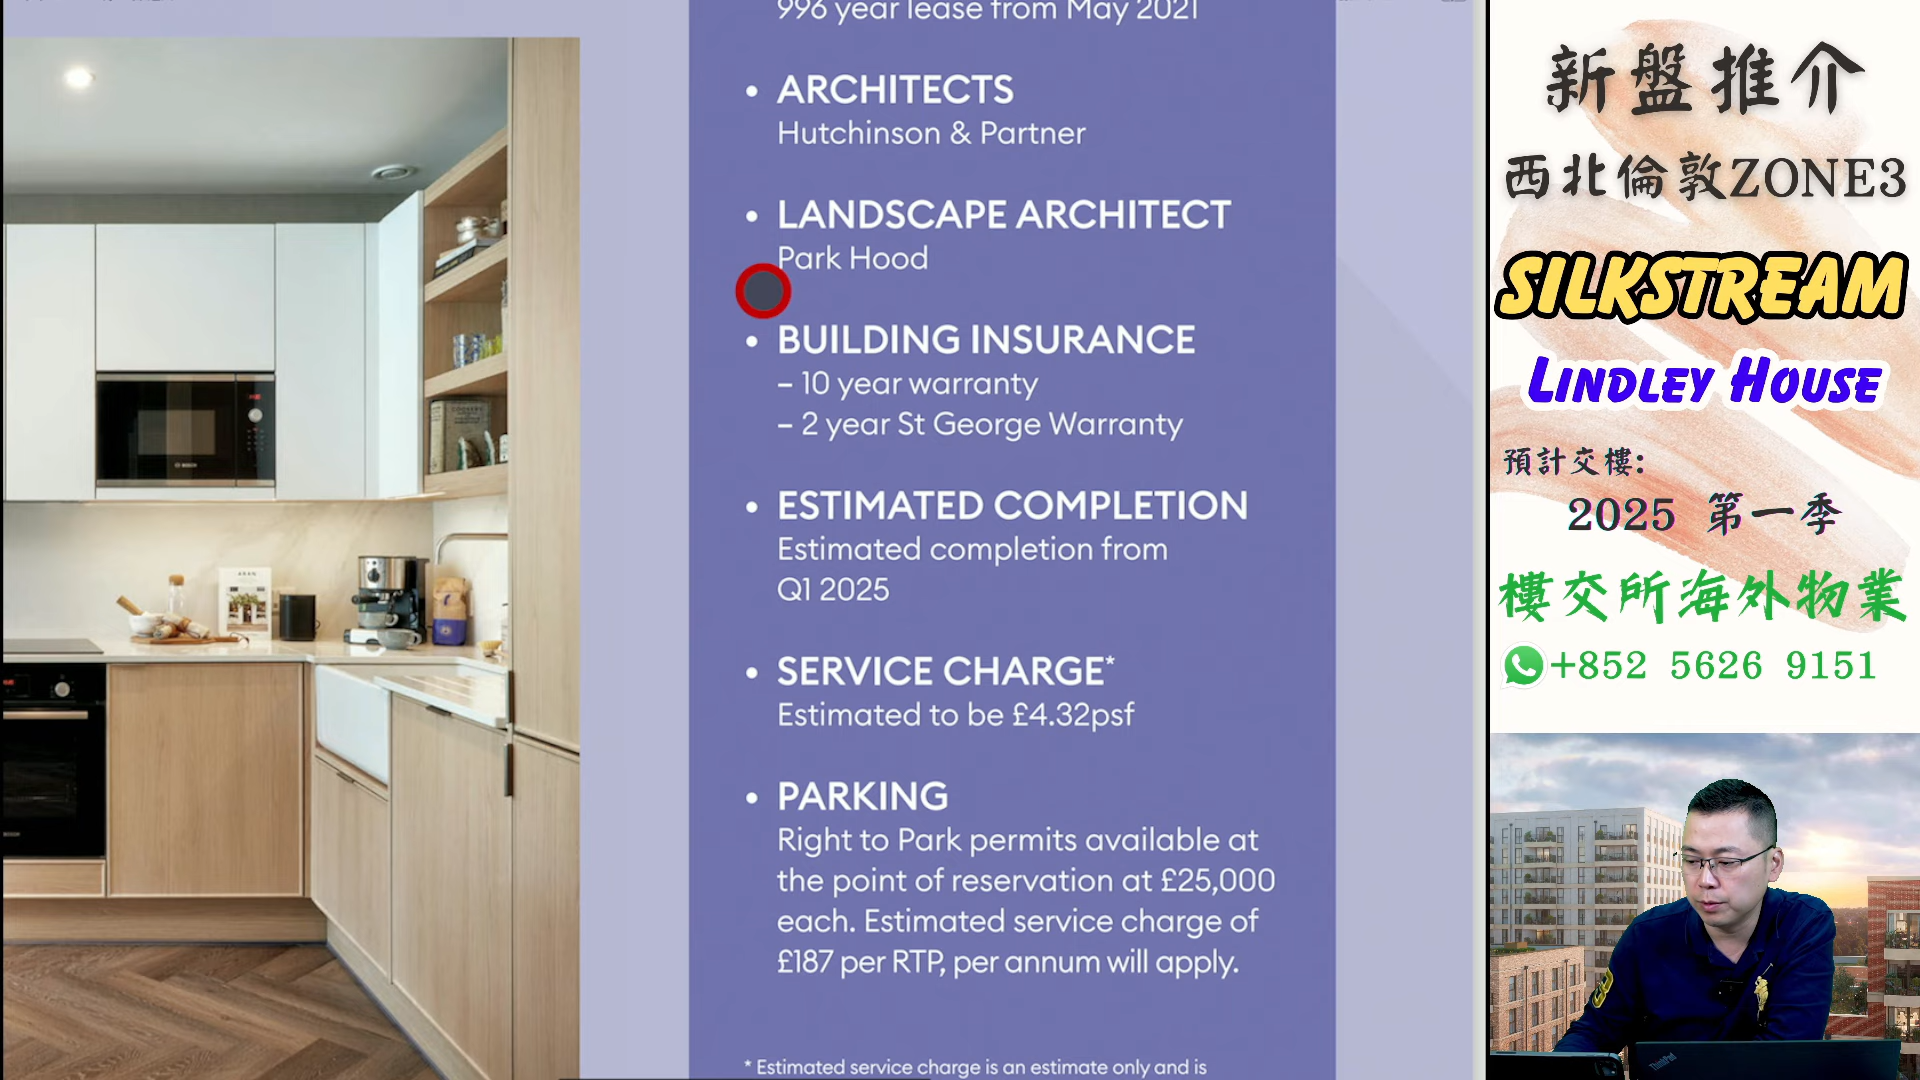 996 year lease from May 2021
• ARCHITECTS
Hutchinson & Partner
• LANDSCAPE ARCHITECT
Park Hood
• BUILDING INSURANCE
– 10 year warranty
– 2 year St George Warranty
• ESTIMATED COMPLETION
Estimated completion from
Q1 2025
• SERVICE CHARGE*
Estimated to be £4.32psf
• PARKING
Right to Park permits available at
the point of reservation at £25,000
each. Estimated service charge of
£187 per RTP, per annum will apply.
* Estimated service charge is an estimate only and is
新盤推介
西北倫敦ZONE3
SILKSTREAM
LINDLEY HOUSE
預計交樓:
2025 第一季
樓交所海外物業
+852 5626 9151
ThinkPad